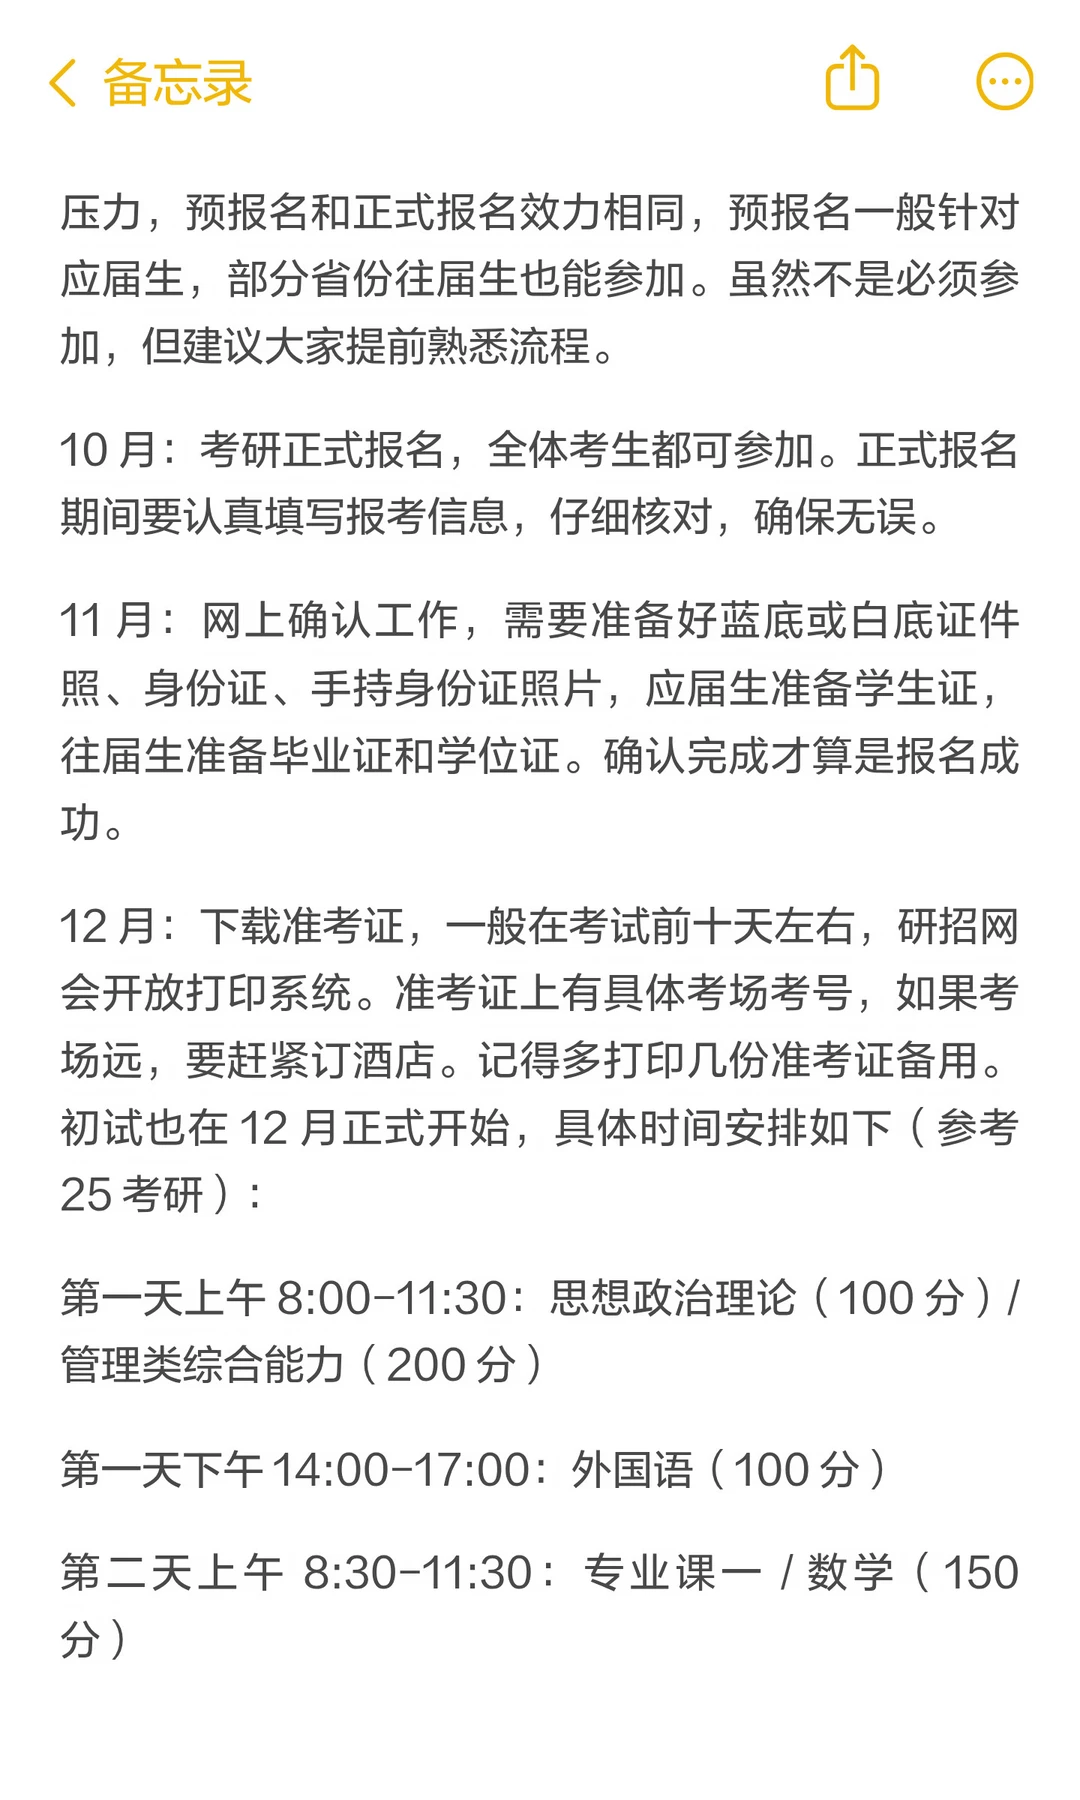 备忘录
压力，预报名和正式报名效力相同，预报名一般针对
应届生，部分省份往届生也能参加。虽然不是必须参
加，但建议大家提前熟悉流程。
10 月：考研正式报名，全体考生都可参加。正式报名
期间要认真填写报考信息，仔细核对，确保无误。
11 月：网上确认工作，需要准备好蓝底或白底证件
照、身份证、手持身份证照片，应届生准备学生证，
往届生准备毕业证和学位证。确认完成才算是报名成
功。
12 月：下载准考证，一般在考试前十天左右，研招网
会开放打印系统。准考证上有具体考场考号，如果考
场远，要赶紧订酒店。记得多打印几份准考证备用。
初试也在 12 月正式开始，具体时间安排如下（参考
25 考研）：
第一天上午 8:00-11:30：思想政治理论（100 分）/
管理类综合能力（200 分）
第一天下午 14:00-17:00：外国语（100 分）
第二天上午 8:30-11:30：专业课一 / 数学（150
分）